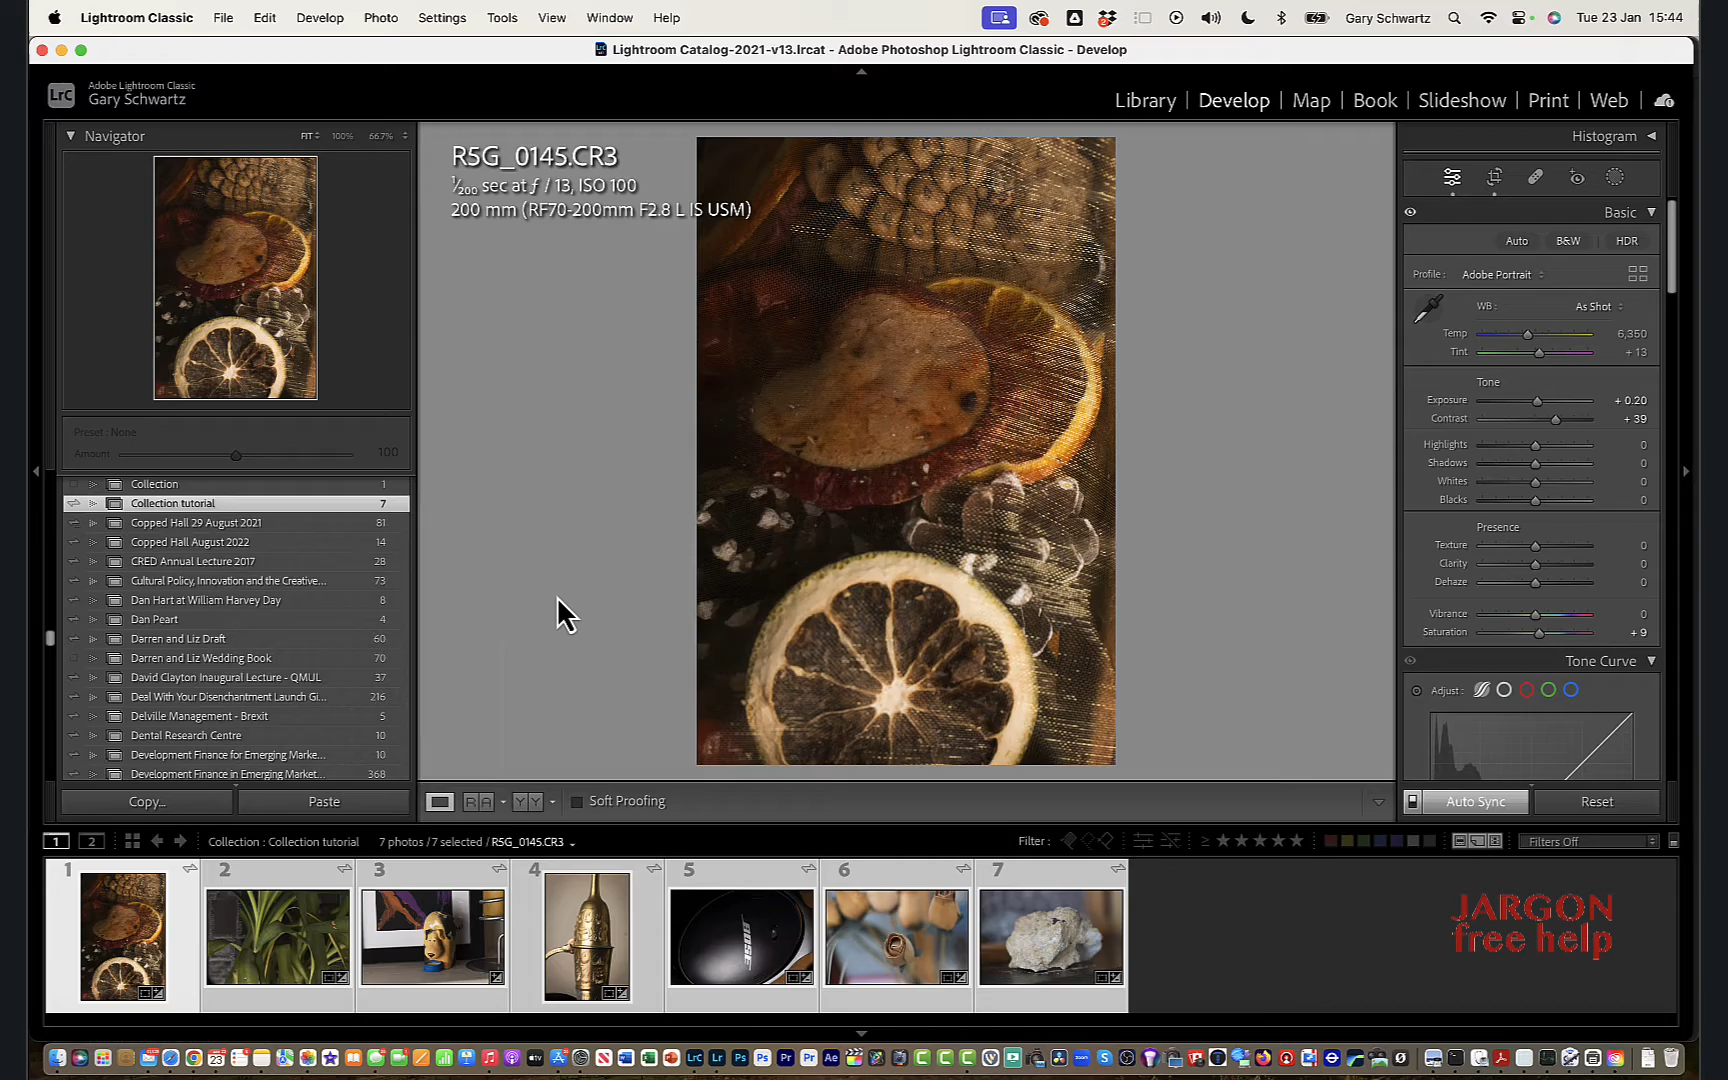 Lightroom Classic File Edit Develop Photo Settings Tools View Window Help Gary Schwartz Tue 23 Jan 15:44
Lightroom Catalog-2021-v13.lrcat - Adobe Photoshop Lightroom Classic - Develop
LrC
Adobe Lightroom Classic
Gary Schwartz
Library | Develop | Map | Book | Slideshow | Print | Web
Navigator FIT 100% 66.7%
Histogram
R5G_0145.CR3
1/200 sec at ƒ / 13, ISO 100
200 mm (RF70-200mm F2.8 L IS USM)
Basic
Auto B&W HDR
Profile : Adobe Portrait
WB : As Shot
Temp 6,350
Tint + 13
Tone
Exposure + 0.20
Contrast + 39
Highlights 0
Shadows 0
Whites 0
Blacks 0
Presence
Texture 0
Clarity 0
Dehaze 0
Vibrance 0
Saturation + 9
Tone Curve
Adjust :
Auto Sync Reset
Preset : None
Amount 100
Collection 1
Collection tutorial 7
Copped Hall 29 August 2021 81
Copped Hall August 2022 14
CRED Annual Lecture 2017 28
Cultural Policy, Innovation and the Creative... 73
Dan Hart at William Harvey Day 8
Dan Peart 4
Darren and Liz Draft 60
Darren and Liz Wedding Book 70
David Clayton Inaugural Lecture - QMUL 37
Deal With Your Disenchantment Launch Gi... 216
Delville Management - Brexit 5
Dental Research Centre 10
Development Finance for Emerging Marke... 10
Development Finance in Emerging Market... 368
Copy... Paste
R A Y Y Soft Proofing
1 2 Collection : Collection tutorial 7 photos / 7 selected / R5G_0145.CR3
Filter : ≥ ★ ★ ★ ★ ★ Filters Off
1 2 3 4 5 6 7
BOSE
JARGON
free help